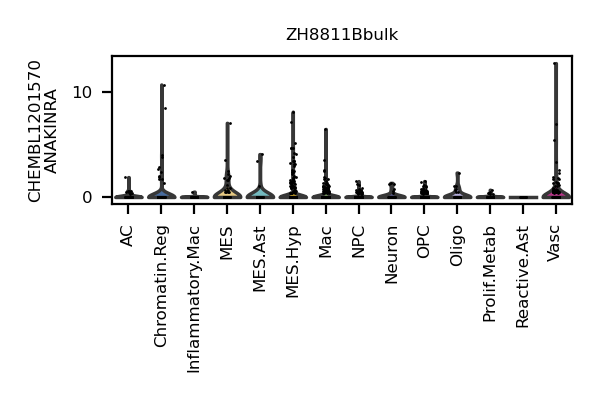 ZH8811Bbulk
CHEMBL1201570
ANAKINRA
10
0
AC
Chromatin.Reg
Inflammatory.Mac
MES
MES.Ast
MES.Hyp
Mac
NPC
Neuron
OPC
Oligo
Prolif.Metab
Reactive.Ast
Vasc